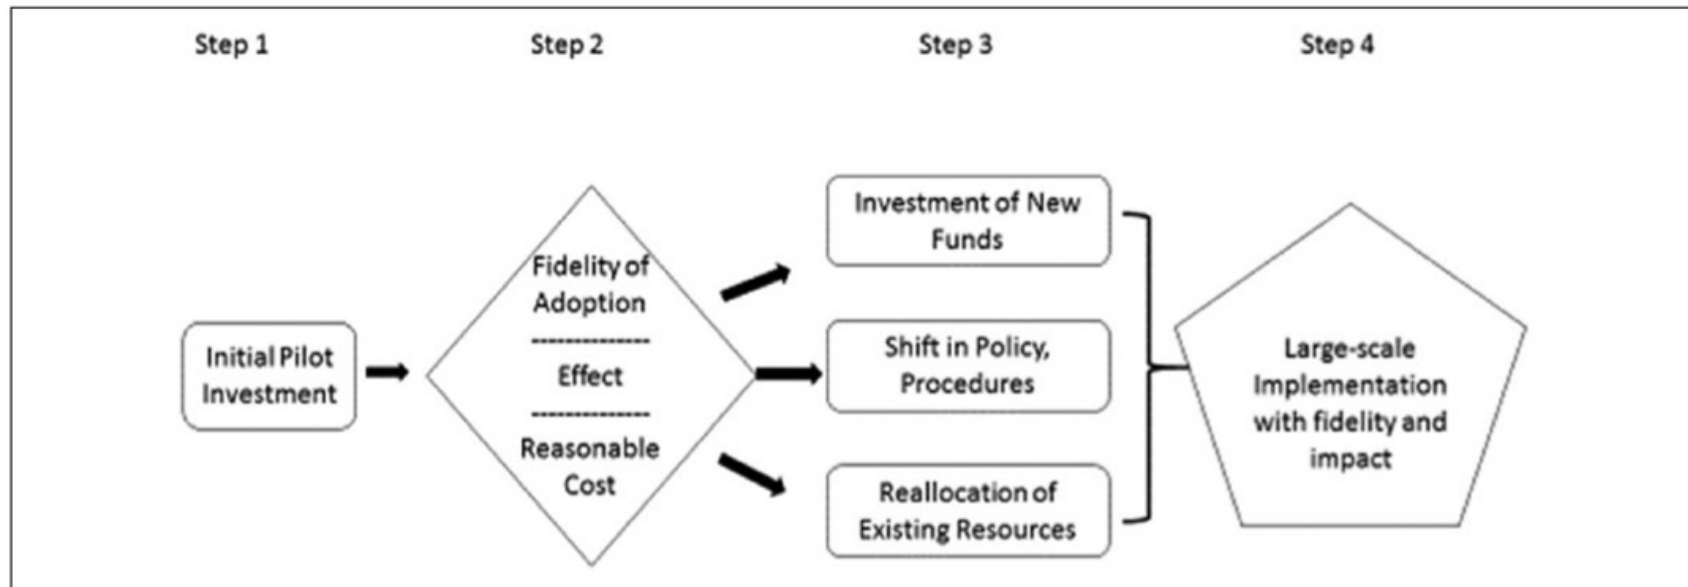 Step 1
Step 2
Step 3
Step 4
Initial Pilot
Investment
Fidelity of
Adoption
Effect
Reasonable
Cost
Investment of New
Funds
Shift in Policy,
Procedures
Reallocation of
Existing Resources
Large-scale
Implementation
with fidelity and
impact